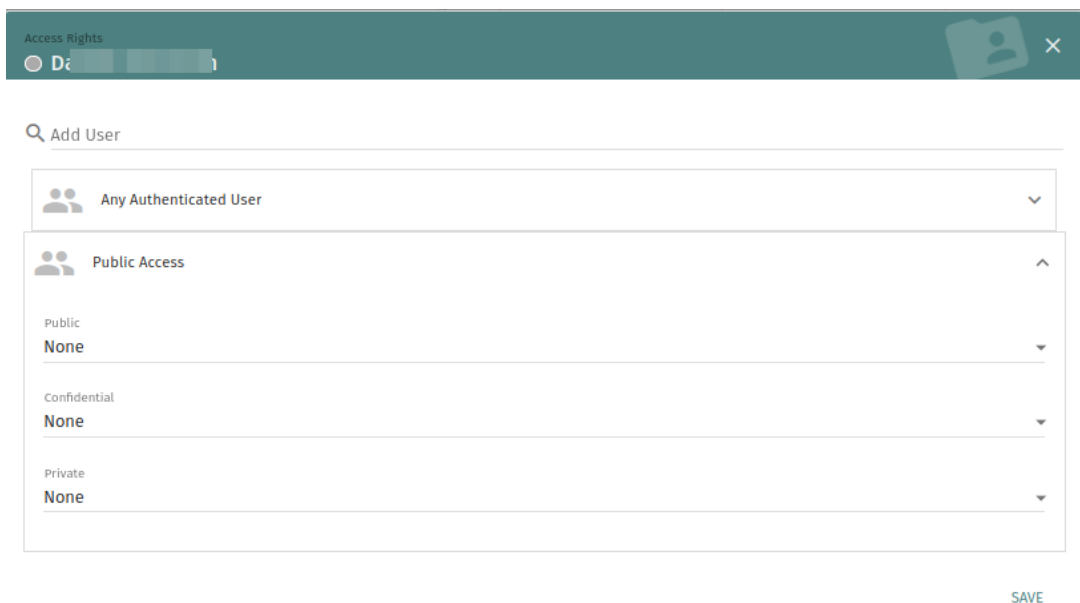 Access Rights
Add User
Any Authenticated User
Public Access
Public
None
Confidential
None
Private
None
SAVE